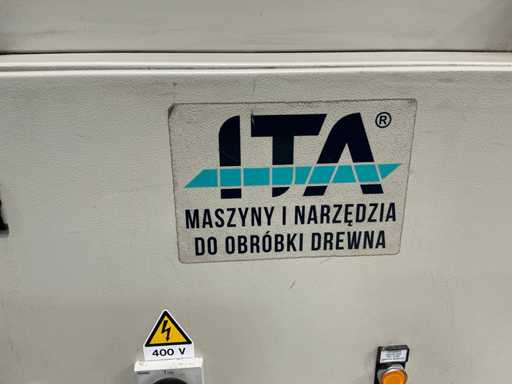 ITA®
MASZYNY I NARZĘDZIA
DO OBRÓBKI DREWNA
400 V